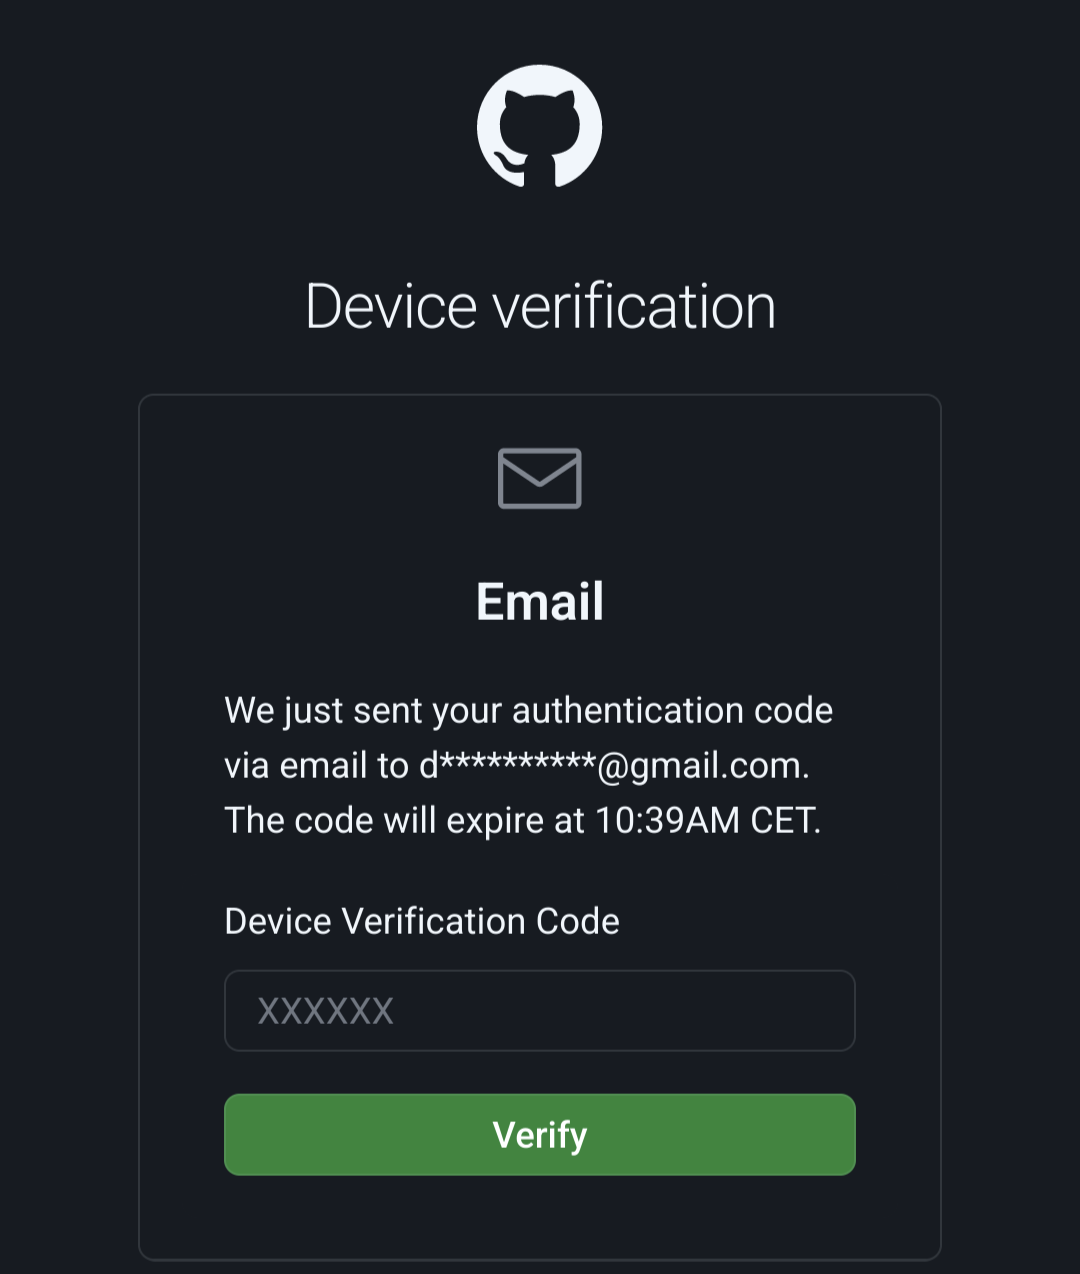 Device verification
Email
We just sent your authentication code
via email to d**********@gmail.com.
The code will expire at 10:39AM CET.
Device Verification Code
XXXXXX
Verify